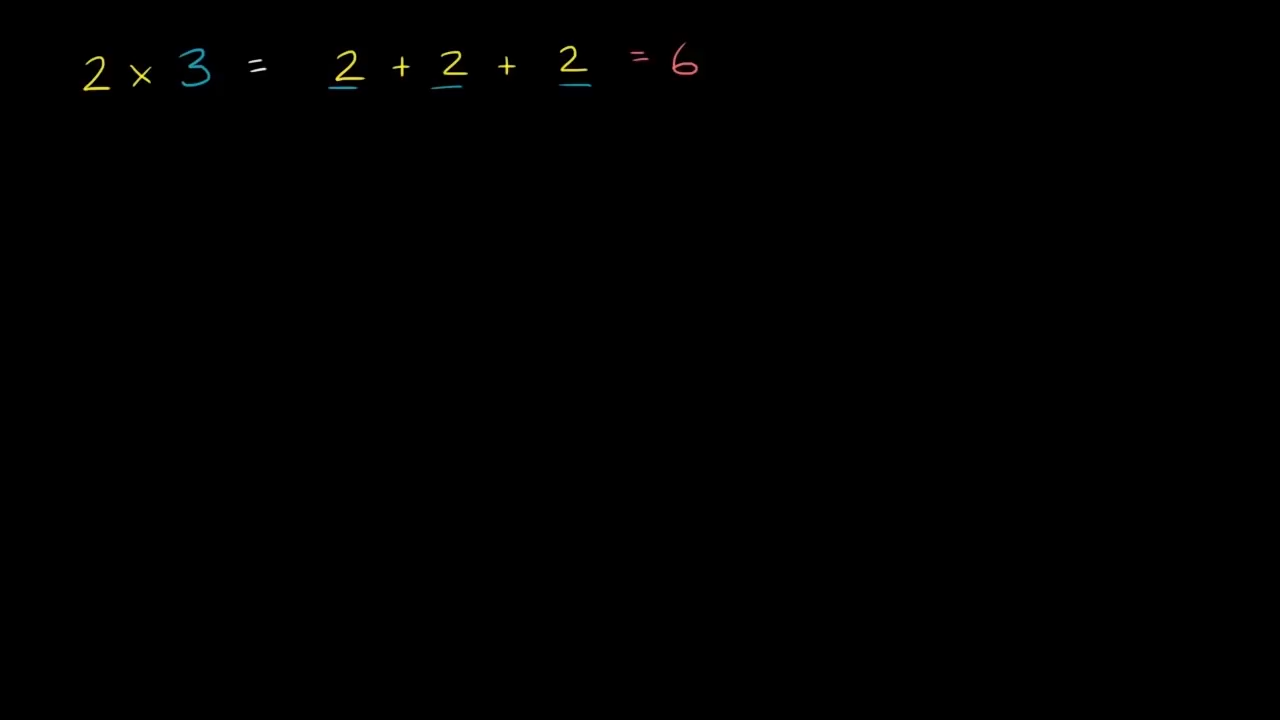 2 × 3 = 2 + 2 + 2 = 6